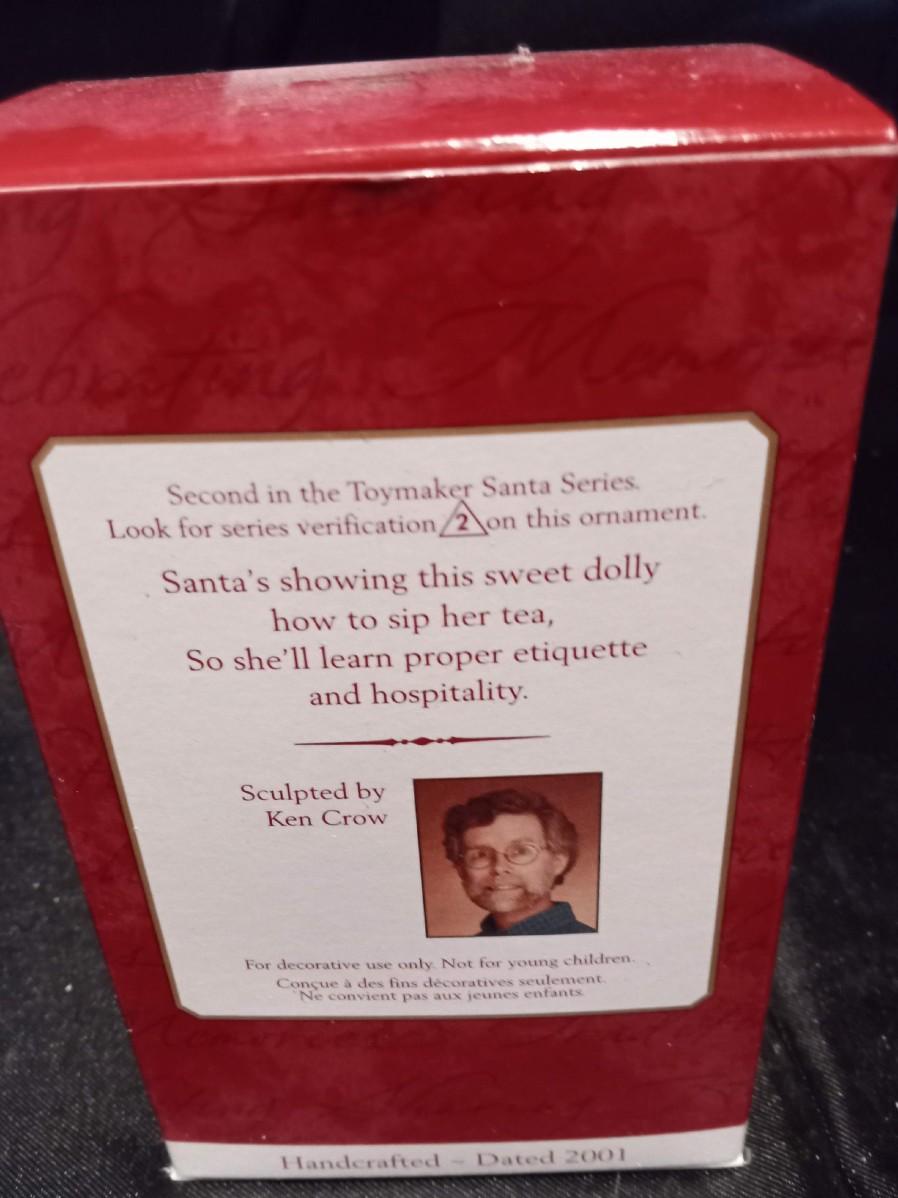 ebrating Memories
Second in the Toymaker Santa Series.
Look for series verification 2 on this ornament.
Santa's showing this sweet dolly
how to sip her tea,
So she'll learn proper etiquette
and hospitality.
Sculpted by
Ken Crow
For decorative use only. Not for young children.
Conçue à des fins décoratives seulement.
Ne convient pas aux jeunes enfants.
Handcrafted ~ Dated 2001